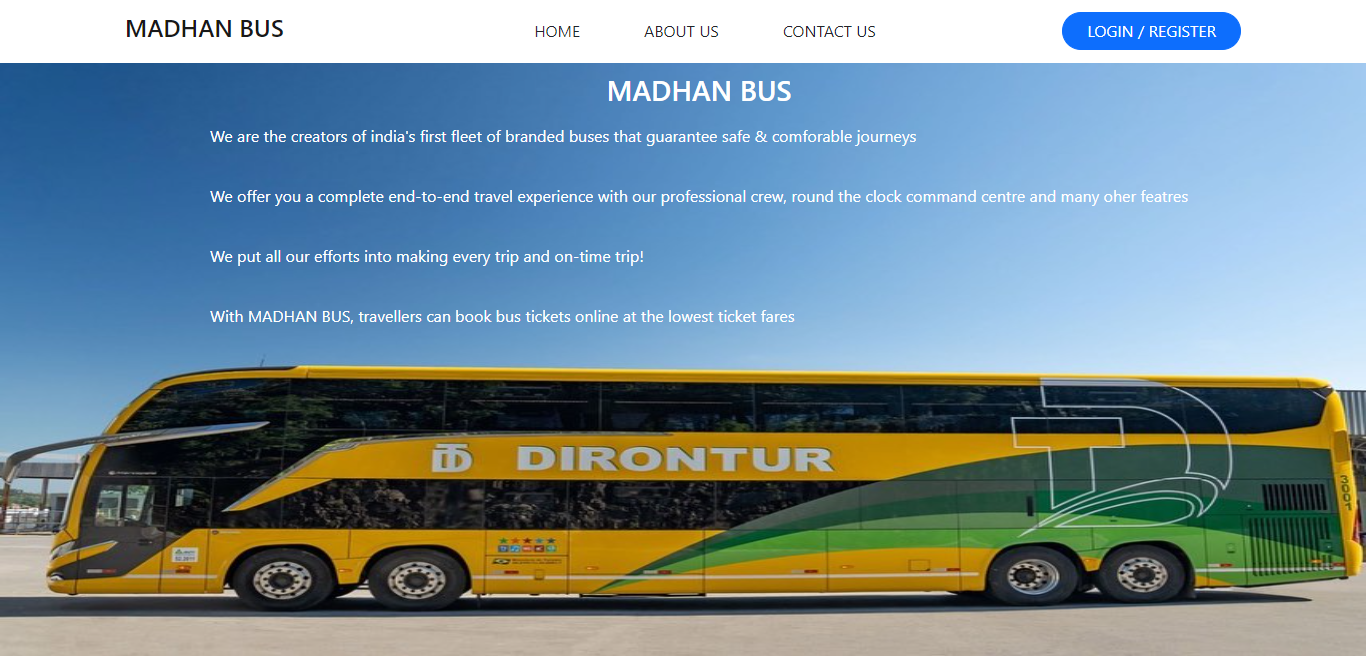 MADHAN BUS
HOME
ABOUT US
CONTACT US
LOGIN / REGISTER
MADHAN BUS
We are the creators of india's first fleet of branded buses that guarantee safe & comforable journeys
We offer you a complete end-to-end travel experience with our professional crew, round the clock command centre and many oher featres
We put all our efforts into making every trip and on-time trip!
With MADHAN BUS, travellers can book bus tickets online at the lowest ticket fares
DIRONTUR
3001